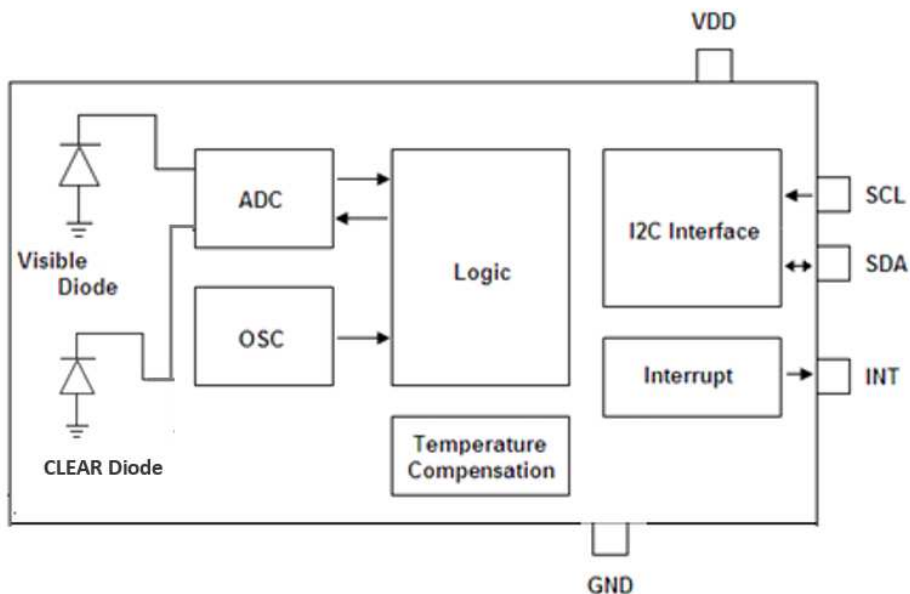 VDD
ADC
SCL
I2C Interface
Visible
Diode
SDA
Logic
OSC
Interrupt
INT
Temperature
Compensation
CLEAR Diode
GND